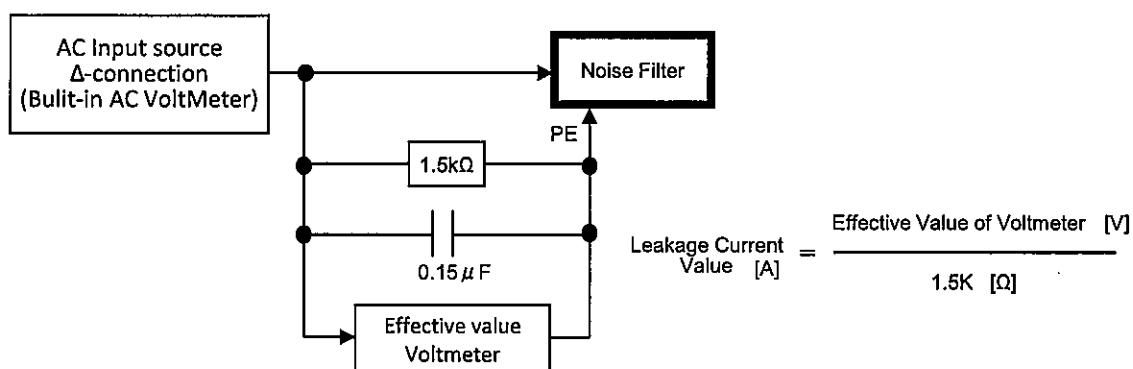 AC Input source
Δ-connection
(Bulit-in AC VoltMeter)
Noise Filter
PE
1.5kΩ
0.15μF
Effective value
Voltmeter
Leakage Current
Value [A]
=
Effective Value of Voltmeter [V]
1.5K [Ω]